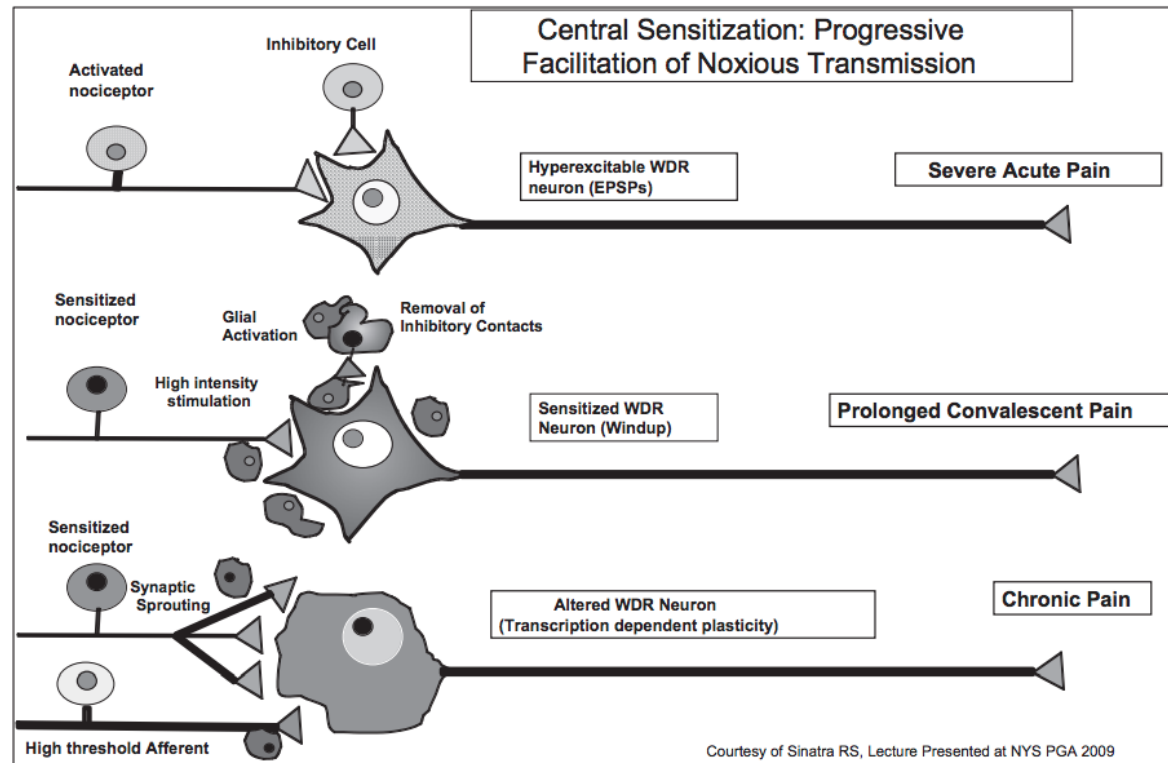 Central Sensitization: Progressive
Facilitation of Noxious Transmission
Inhibitory Cell
Activated
nociceptor
Hyperexcitable WDR
neuron (EPSPs)
Severe Acute Pain
Sensitized
nociceptor
Glial
Activation
Removal of
Inhibitory Contacts
High intensity
stimulation
Sensitized WDR
Neuron (Windup)
Prolonged Convalescent Pain
Sensitized
nociceptor
Synaptic
Sprouting
Altered WDR Neuron
(Transcription dependent plasticity)
Chronic Pain
High threshold Afferent
Courtesy of Sinatra RS, Lecture Presented at NYS PGA 2009